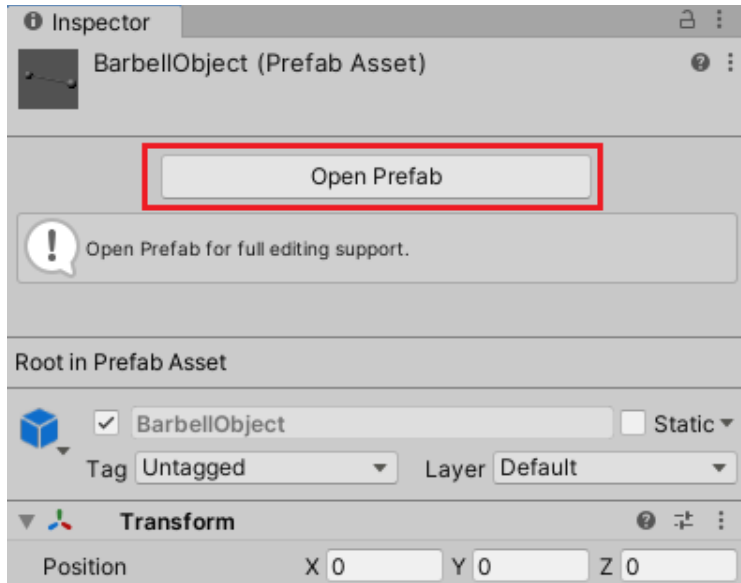 Inspector
BarbellObject (Prefab Asset)
Open Prefab
Open Prefab for full editing support.
Root in Prefab Asset
BarbellObject Static
Tag Untagged Layer Default
Transform
Position X 0 Y 0 Z 0